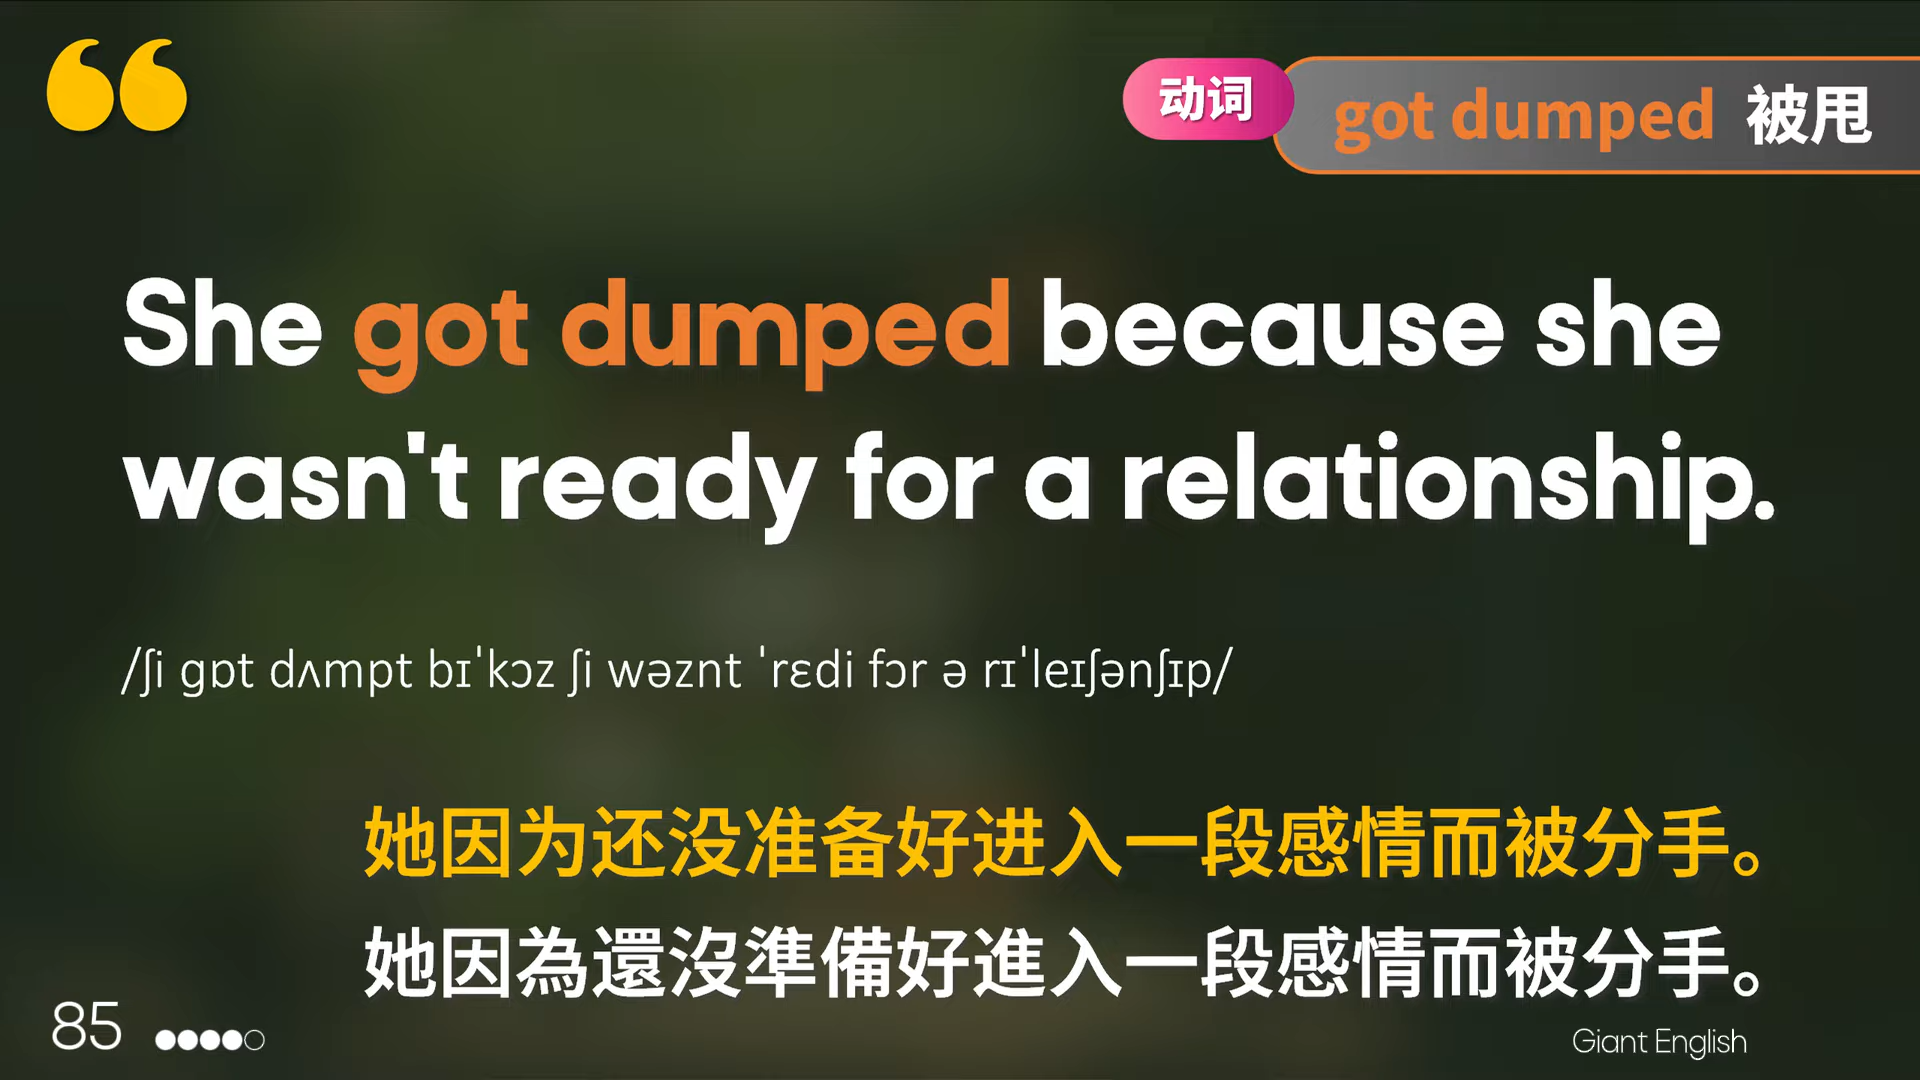 动词
got dumped 被甩
She got dumped because she
wasn't ready for a relationship.
/ʃi gɒt dʌmpt bɪˈkɔz ʃi wəznt ˈrɛdi fɔr ə rɪˈleɪʃənʃɪp/
她因为还没准备好进入一段感情而被分手。
她因為還沒準備好進入一段感情而被分手。
85
Giant English